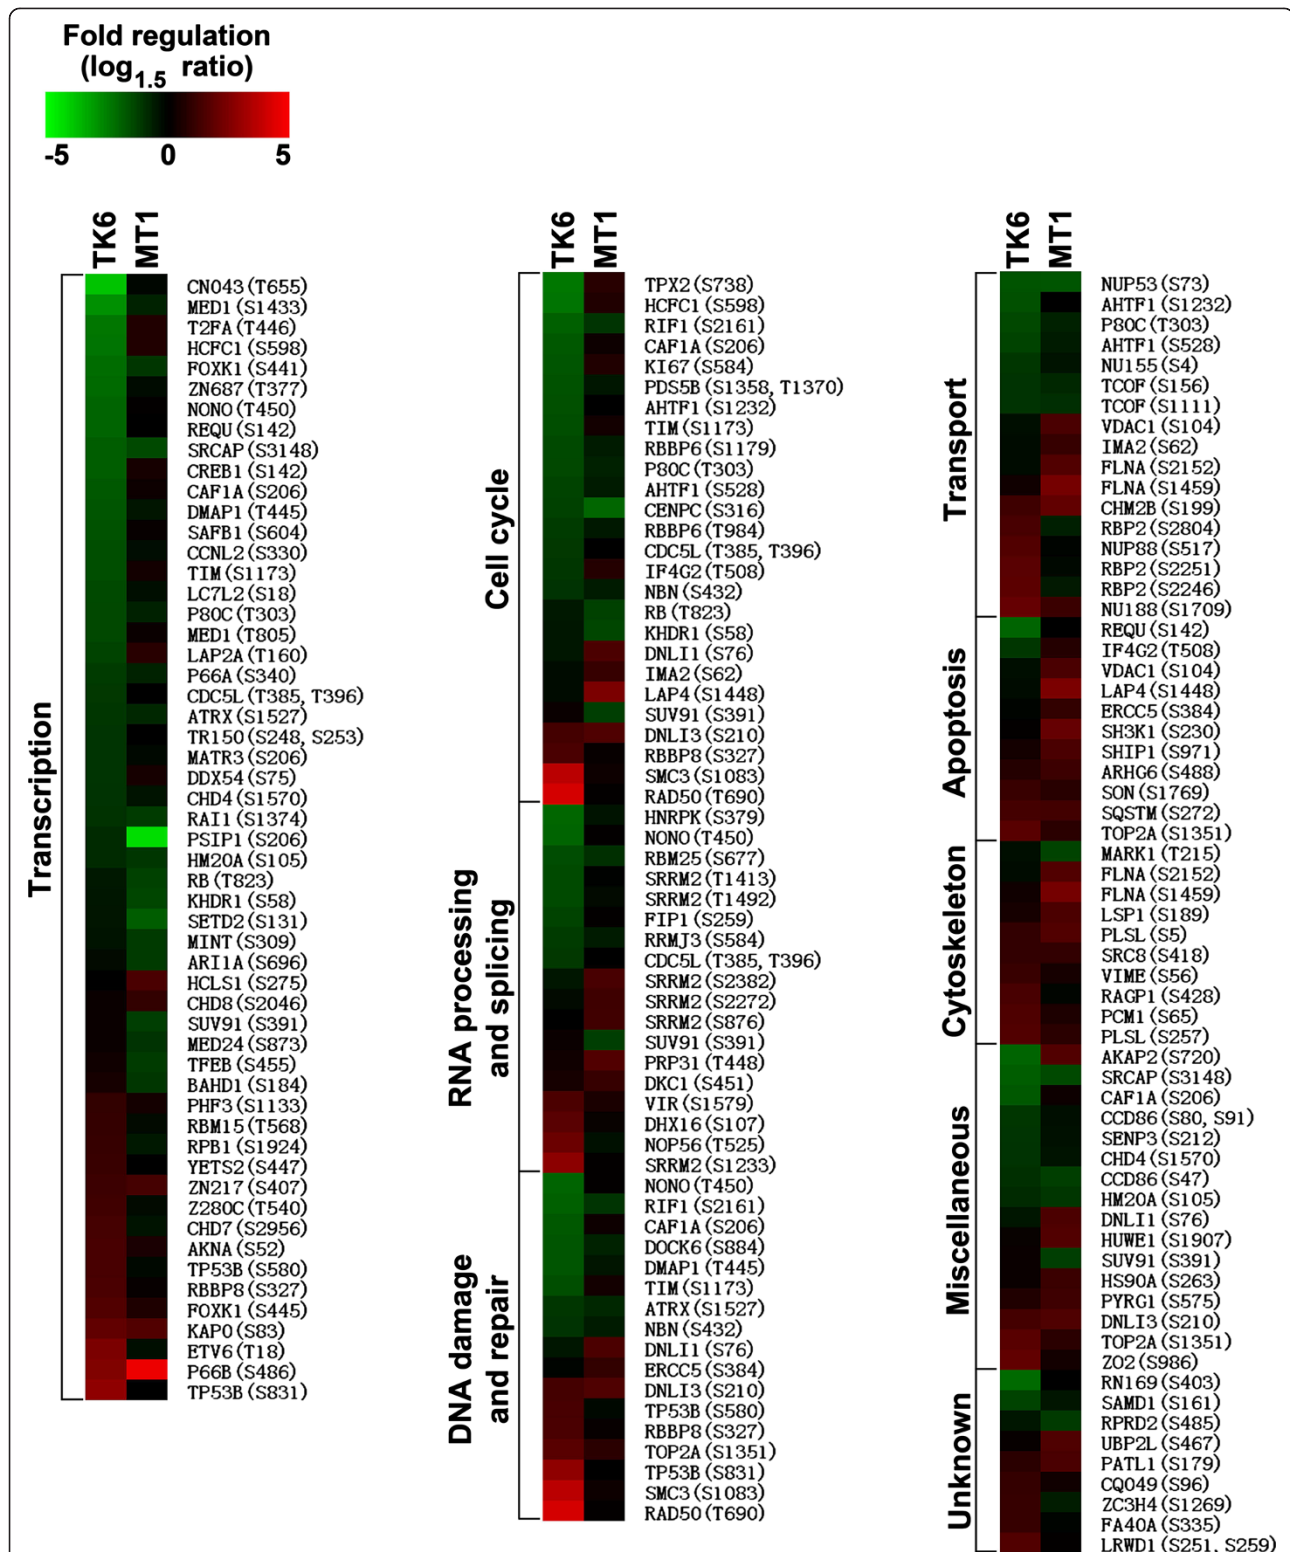 Fold regulation
(log1.5 ratio)
-5 0 5
TK6 MT1
Transcription
CN043(T655)
MED1(S1433)
T2FA(T446)
HCFC1(S598)
FOXK1(S441)
ZN687(T377)
NONO(T450)
REQU(S142)
SRCAP(S3148)
CREB1(S142)
CAF1A(S206)
DMAP1(T445)
SAFB1(S604)
CCNL2(S330)
TIM(S1173)
LC7L2(S18)
P80C(T303)
MED1(T805)
LAP2A(T160)
P66A(S340)
CDC5L(T385, T396)
ATRX(S1527)
TR150(S248, S253)
MATR3(S206)
DDX54(S75)
CHD4(S1570)
RAI1(S1374)
PSIP1(S206)
HM20A(S105)
RB(T823)
KHDR1(S58)
SETD2(S131)
MINT(S309)
ARI1A(S696)
HCLS1(S275)
CHD8(S2046)
SUV91(S391)
MED24(S873)
TFEB(S455)
BAHD1(S184)
PHF3(S1133)
RBM15(T568)
RPB1(S1924)
YETS2(S447)
ZN217(S407)
Z280C(T540)
CHD7(S2956)
AKNA(S52)
TP53B(S580)
RBBP8(S327)
FOXK1(S445)
KAP0(S83)
ETV6(T18)
P66B(S486)
TP53B(S831)
TK6 MT1
Cell cycle
TPX2(S738)
HCFC1(S598)
RIF1(S2161)
CAF1A(S206)
KI67(S584)
PDS5B(S1358, T1370)
AHTF1(S1232)
TIM(S1173)
RBBP6(S1179)
P80C(T303)
AHTF1(S528)
CENPC(S316)
RBBP6(T984)
CDC5L(T385, T396)
IF4G2(T508)
NBN(S432)
RB(T823)
KHDR1(S58)
DNLI1(S76)
IMA2(S62)
LAP4(S1448)
SUV91(S391)
DNLI3(S210)
RBBP8(S327)
SMC3(S1083)
RAD50(T690)
RNA processing
and splicing
HNRPK(S379)
NONO(T450)
RBM25(S677)
SRRM2(T1413)
SRRM2(T1492)
FIP1(S259)
RRMJ3(S584)
CDC5L(T385, T396)
SRRM2(S2382)
SRRM2(S2272)
SRRM2(S876)
SUV91(S391)
PRP31(T448)
DKC1(S451)
VIR(S1579)
DHX16(S107)
NOP56(T525)
SRRM2(S1233)
DNA damage
and repair
NONO(T450)
RIF1(S2161)
CAF1A(S206)
DOCK6(S884)
DMAP1(T445)
TIM(S1173)
ATRX(S1527)
NBN(S432)
DNLI1(S76)
ERCC5(S384)
DNLI3(S210)
TP53B(S580)
RBBP8(S327)
TOP2A(S1351)
TP53B(S831)
SMC3(S1083)
RAD50(T690)
TK6 MT1
Transport
NUP53(S73)
AHTF1(S1232)
P80C(T303)
AHTF1(S528)
NU155(S4)
TCOF(S156)
TCOF(S1111)
VDAC1(S104)
IMA2(S62)
FLNA(S2152)
FLNA(S1459)
CHM2B(S199)
RBP2(S2804)
NUP88(S517)
RBP2(S2251)
RBP2(S2246)
NU188(S1709)
Apoptosis
REQU(S142)
IF4G2(T508)
VDAC1(S104)
LAP4(S1448)
ERCC5(S384)
SH3K1(S230)
SHIP1(S971)
ARHG6(S488)
SON(S1769)
SQSTM(S272)
TOP2A(S1351)
Cytoskeleton
MARK1(T215)
FLNA(S2152)
FLNA(S1459)
LSP1(S189)
PLSL(S5)
SRC8(S418)
VIME(S56)
RAGP1(S428)
PCM1(S65)
PLSL(S257)
Miscellaneous
AKAP2(S720)
SRCAP(S3148)
CAF1A(S206)
CCD86(S80, S91)
SENP3(S212)
CHD4(S1570)
CCD86(S47)
HM20A(S105)
DNLI1(S76)
HUWE1(S1907)
SUV91(S391)
HS90A(S263)
PYRG1(S575)
DNLI3(S210)
TOP2A(S1351)
ZO2(S986)
Unknown
RN169(S403)
SAMD1(S161)
RPRD2(S485)
UBP2L(S467)
PATL1(S179)
CQ049(S96)
ZC3H4(S1269)
FA40A(S335)
LRWD1(S251, S259)